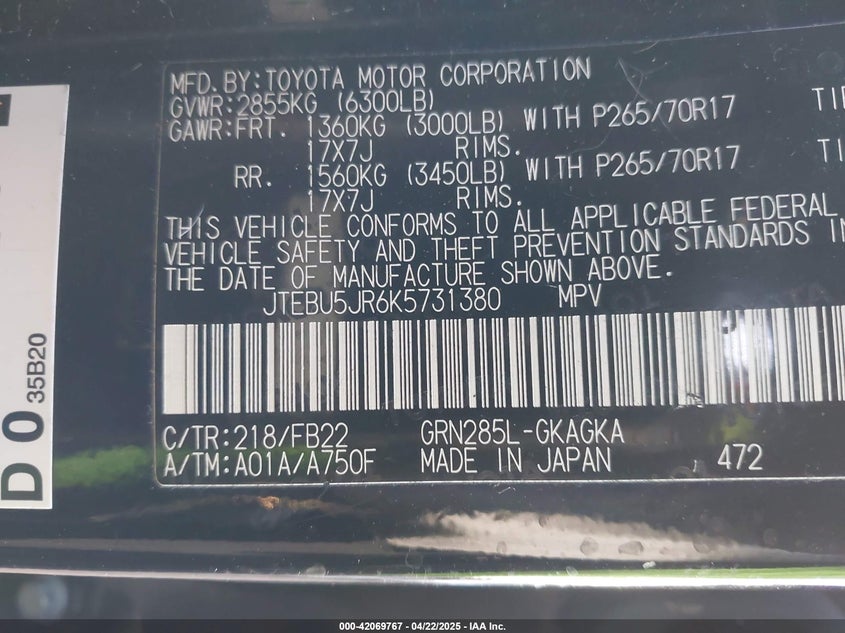 MFD.BY:TOYOTA MOTOR CORPORATION
GVWR:2855KG (6300LB)
GAWR:FRT. 1360KG (3000LB) WITH P265/70R17
17X7J RIMS.
RR. 1560KG (3450LB) WITH P265/70R17
17X7J RIMS.
THIS VEHICLE CONFORMS TO ALL APPLICABLE FEDERAL
VEHICLE SAFETY AND THEFT PREVENTION STANDARDS
THE DATE OF MANUFACTURE SHOWN ABOVE.
JTEBU5JR6K5731380 MPV
C/TR:218/FB22 GRN285L-GKAGKA
A/TM:A01A/A750F MADE IN JAPAN 472
35B20
000-42069767 - 04/22/2025 - IAA Inc.